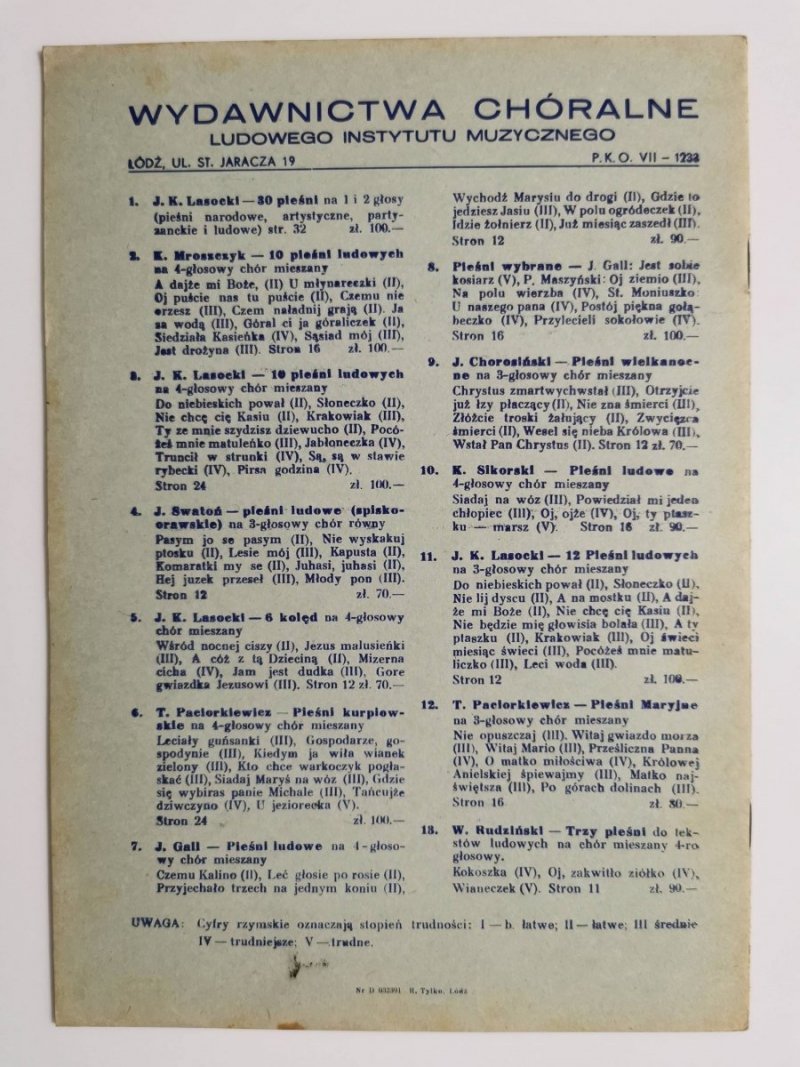 WYDAWNICTWA CHÓRALNE
LUDOWEGO INSTYTUTU MUZYCZNEGO
ŁÓDŹ, UL. ST. JARACZA 19 P. K. O. VII – 1233
1. J. K. Lasocki — 30 pieśni na 1 i 2 głosy
(pieśni narodowe, artystyczne, party-
zanckie i ludowe) str. 32 zł. 100.—
2. K. Mroszczyk — 10 pieśni ludowych
na 4-głosowy chór mieszany
A dajże mi Boże, (II) U młynareczki (II),
Oj puście nas tu puście (II), Czemu nie
orzesz (III), Czem naładnij grają (II). Ja
za wodą (III), Góral ci ja góraliczek (II),
Siedziała Kasieńka (IV), Sąsiad mój (III),
Jest drożyna (III). Stron 16 zł. 100.—
3. J. K. Lasocki — 10 pieśni ludowych
na 4-głosowy chór mieszany
Do niebieskich pował (II), Słoneczko (II),
Nie chcę cię Kasiu (II), Krakowiak (III),
Ty ze mnie szydzisz dziewucho (II), Pocó-
żeś mnie matuleńko (III), Jabłoneczka (IV),
Truncił w strunki (IV), Są, są w stawie
rybecki (IV), Pirsa godzina (IV).
Stron 24 zł. 100.—
4. J. Swatoń — pieśni ludowe (spisko-
orawskie) na 3-głosowy chór równy
Pasym jo se pasym (II), Nie wyskakuj
ptosku (II), Lesie mój (III), Kapusta (II),
Komaratki my se (II), Juhasi, juhasi (II),
Hej juzek przeseł (III), Młody pon (III).
Stron 12 zł. 70.—
5. J. K. Lasocki — 6 kolęd na 4-głosowy
chór mieszany
Wśród nocnej ciszy (II), Jezus malusieńki
(III), A cóż z tą Dzieciną (II), Mizerna
cicha (IV), Jam jest dudka (III), Gore
gwiazdka Jezusowi (III). Stron 12 zł. 70.—
6. T. Paciorkiewicz — Pieśni kurpiow-
skie na 4-głosowy chór mieszany
Leciały guńsanki (III), Gospodarze, go-
spodynie (III), Kiedym ja wiła wianek
zielony (III), Kto chce warkoczyk pogła-
skać (III), Siadaj Maryś na wóz (III), Gdzie
się wybiras panie Michale (III), Tańcujże
dziwczyno (IV), U jeziorecka (V).
Stron 24 zł. 100.—
7. J. Gall — Pieśni ludowe na 4-głoso-
wy chór mieszany
Czemu Kalino (II), Leć głosie po rosie (II),
Przyjechało trzech na jednym koniu (II),
Wychodź Marysiu do drogi (II), Gdzie to
jedziesz Jasiu (III), W polu ogródeczek (II),
Idzie żołnierz (II), Już miesiąc zaszedł (III).
Stron 12 zł. 90.—
8. Pieśni wybrane — J. Gall: Jest sobie
kosiarz (V), P. Maszyński: Oj ziemio (III),
Na polu wierzba (IV), St. Moniuszko:
U naszego pana (IV), Postój piękna gołą-
beczko (IV), Przylecieli sokołowie (IV).
Stron 16 zł. 100.—
9. J. Chorosiński — Pieśni wielkanoc-
ne na 3-głosowy chór mieszany
Chrystus zmartwychwstał (III), Otrzyjcie
już łzy płaczący (II), Nie zna śmierci (III),
Złóżcie troski żałujący (II), Zwycięzca
śmierci (II), Wesel się nieba Królowa (III),
Wstał Pan Chrystus (II). Stron 12 zł. 70.—
10. K. Sikorski — Pieśni ludowe na
4-głosowy chór mieszany
Siadaj na wóz (III), Powiedział mi jeden
chłopiec (III); Oj, ojże (IV), Oj, ty ptasz-
ku — marsz (V). Stron 16 zł. 90.—
11. J. K. Lasocki — 12 Pieśni ludowych
na 3-głosowy chór mieszany
Do niebieskich pował (II), Słoneczko (II),
Nie lij dyscu (II), A na mostku (II), A daj-
że mi Boże (II), Nie chcę cię Kasiu (II),
Nie będzie mię głowisia bolała (III), A ty
ptaszku (II), Krakowiak (III), Oj świeci
miesiąc świeci (III), Pocóżeś mnie matu-
liczko (III), Leci woda (III).
Stron 12 zł. 100.—
12. T. Paciorkiewicz — Pieśni Maryjne
na 3-głosowy chór mieszany
Nie opuszczaj (III). Witaj gwiazdo morza
(III), Witaj Mario (III), Prześliczna Panna
(IV), O matko miłościwa (IV), Królowej
Anielskiej śpiewajmy (III), Matko naj-
świętsza (III), Po górach dolinach (III).
Stron 16 zł. 80.—
13. W. Rudziński — Trzy pieśni do tek-
stów ludowych na chór mieszany 4-ro
głosowy.
Kokoszka (IV), Oj, zakwitło ziółko (IV),
Wianeczek (V). Stron 11 zł. 90.—
UWAGA: Cyfry rzymskie oznaczają stopień trudności: I — b. łatwe; II — łatwe; III średnie
IV — trudniejsze; V — trudne.
Nr D 032391 R. Tylko, Łódź